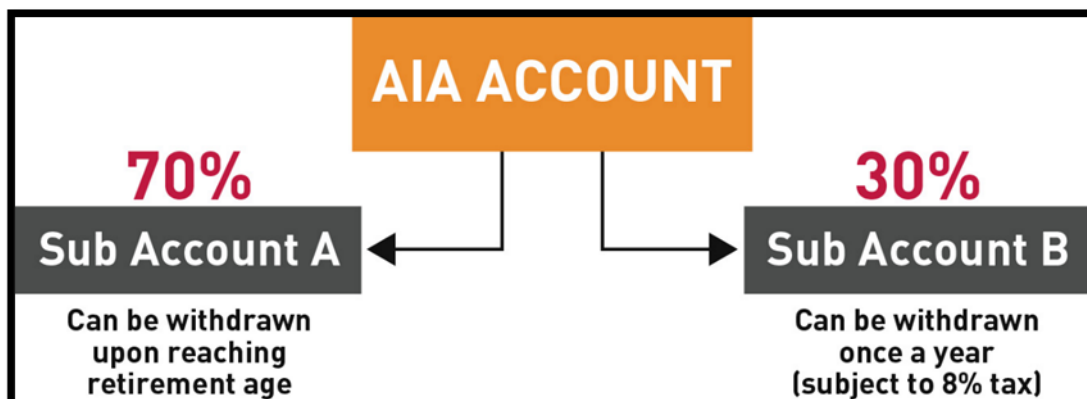 AIA ACCOUNT
70%
Sub Account A
Can be withdrawn
upon reaching
retirement age
30%
Sub Account B
Can be withdrawn
once a year
(subject to 8% tax)